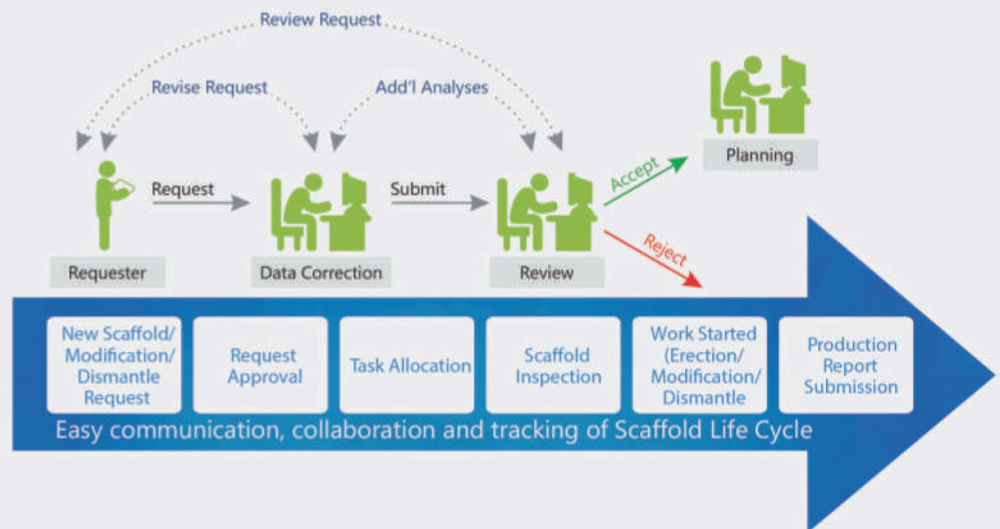 Review Request
Revise Request
Add'l Analyses
Planning
Request
Submit
Accept
Reject
Requester
Data Correction
Review
New Scaffold/
Modification/
Dismantle
Request
Request
Approval
Task Allocation
Scaffold
Inspection
Work Started
(Erection/
Modification/
Dismantle
Production
Report
Submission
Easy communication, collaboration and tracking of Scaffold Life Cycle